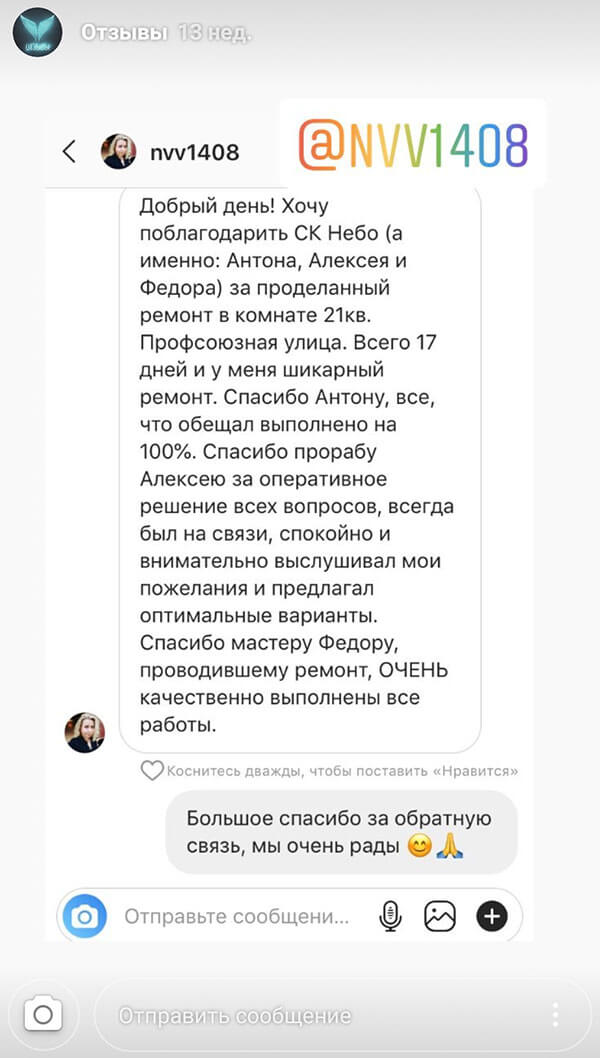 Отзывы 13 нед.
nvv1408
@NVV1408
Добрый день! Хочу
поблагодарить СК Небо (а
именно: Антона, Алексея и
Федора) за проделанный
ремонт в комнате 21кв.
Профсоюзная улица. Всего 17
дней и у меня шикарный
ремонт. Спасибо Антону, все,
что обещал выполнено на
100%. Спасибо прорабу
Алексею за оперативное
решение всех вопросов, всегда
был на связи, спокойно и
внимательно выслушивал мои
пожелания и предлагал
оптимальные варианты.
Спасибо мастеру Федору,
проводившему ремонт, ОЧЕНЬ
качественно выполнены все
работы.
Коснитесь дважды, чтобы поставить «Нравится»
Большое спасибо за обратную
связь, мы очень рады 😊🙏
Отправьте сообщени...
Отправить сообщение